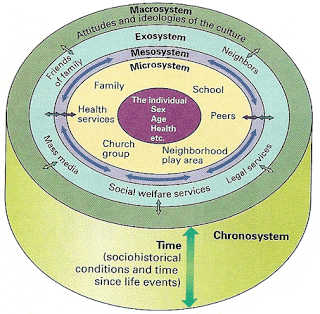 Macrosystem
Attitudes and ideologies of the culture
Exosystem
Mesosystem
Microsystem
Friends
of family
Neighbors
Family
School
The individual
Sex
Age
Health
etc.
Health
services
Peers
Church
group
Neighborhood
play area
Mass media
Social welfare services
Legal services
Time
(sociohistorical
conditions and time
since life events)
Chronosystem